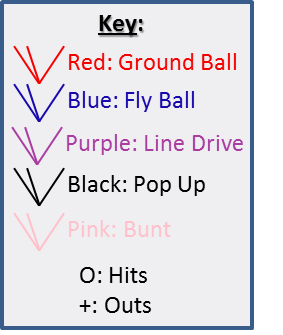 Key:
Red: Ground Ball
Blue: Fly Ball
Purple: Line Drive
Black: Pop Up
Pink: Bunt
O: Hits
+: Outs